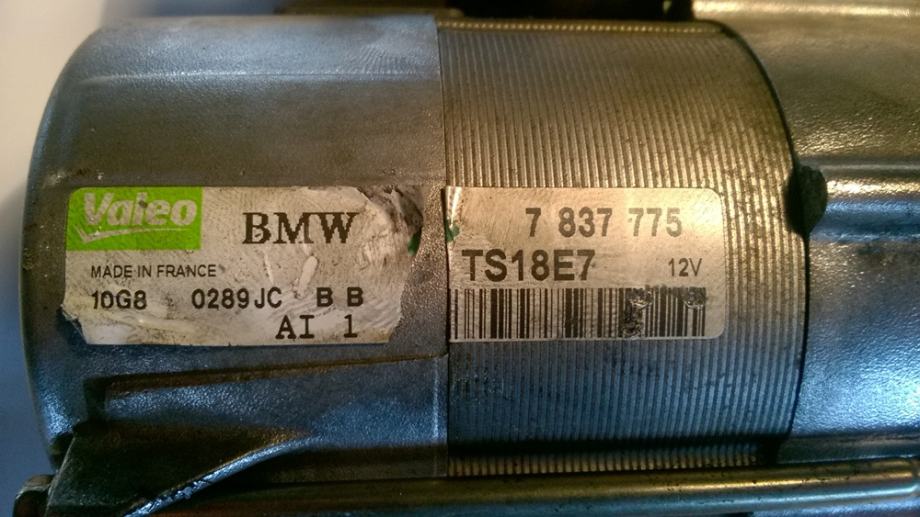 Valeo
BMW
MADE IN FRANCE
10G8 0289JC B B
AI 1
7 837 775
TS18E7 12V